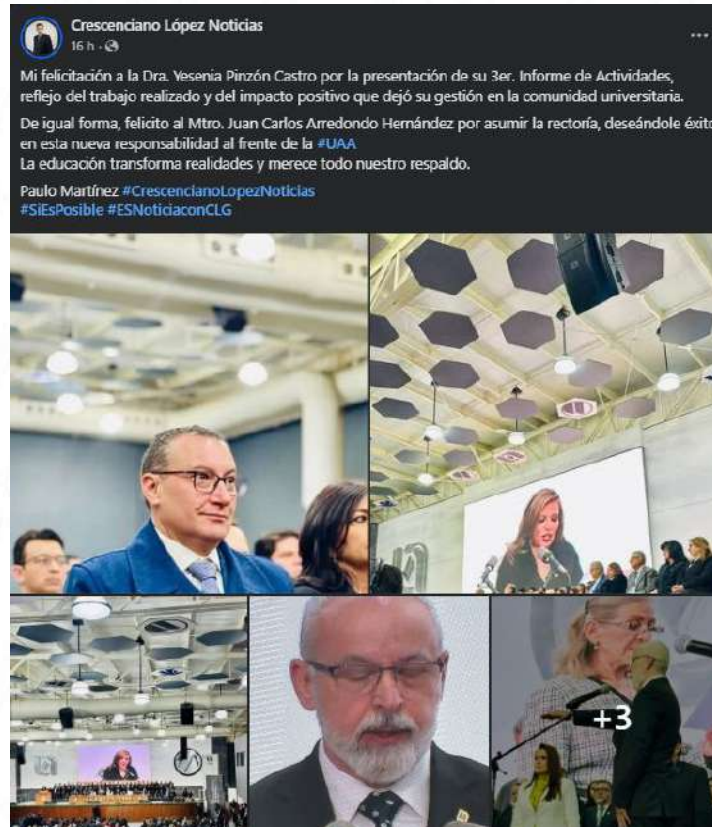 Crescenciano López Noticias
16 h ·
Mi felicitación a la Dra. Yesenia Pinzón Castro por la presentación de su 3er. Informe de Actividades,
reflejo del trabajo realizado y del impacto positivo que dejó su gestión en la comunidad universitaria.
De igual forma, felicito al Mtro. Juan Carlos Arredondo Hernández por asumir la rectoría, deseándole éxito
en esta nueva responsabilidad al frente de la #UAA
La educación transforma realidades y merece todo nuestro respaldo.
Paulo Martínez #CrescencianoLopezNoticias
#SiEsPosible #ESNoticiaconCLG
+3